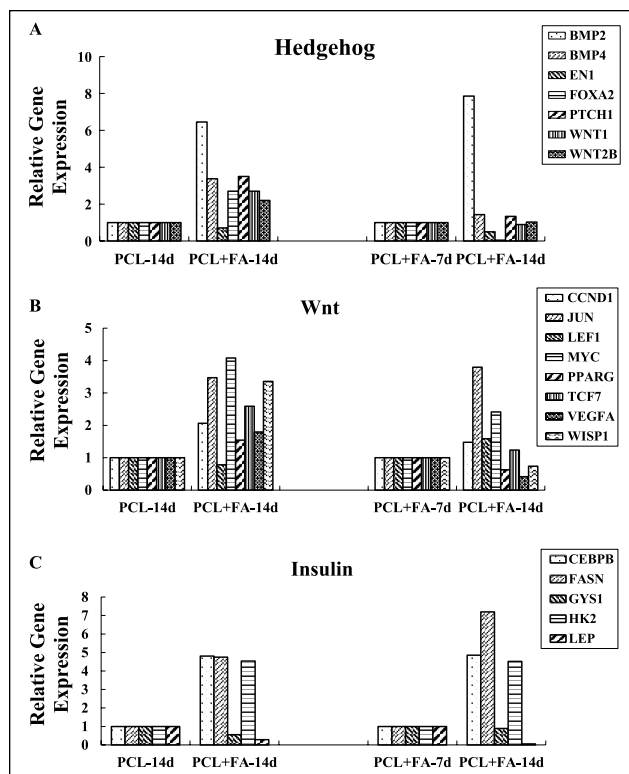 A
Hedgehog
Relative Gene
Expression
10
8
6
4
2
0
PCL-14d
PCL+FA-14d
PCL+FA-7d
PCL+FA-14d
BMP2
BMP4
EN1
FOXA2
PTCH1
WNT1
WNT2B
B
Wnt
Relative Gene
Expression
5
4
3
2
1
0
PCL-14d
PCL+FA-14d
PCL+FA-7d
PCL+FA-14d
CCND1
JUN
LEF1
MYC
PPARG
TCF7
VEGFA
WISP1
C
Insulin
Relative Gene
Expression
8
7
6
5
4
3
2
1
0
PCL-14d
PCL+FA-14d
PCL+FA-7d
PCL+FA-14d
CEBPB
FASN
GYS1
HK2
LEP